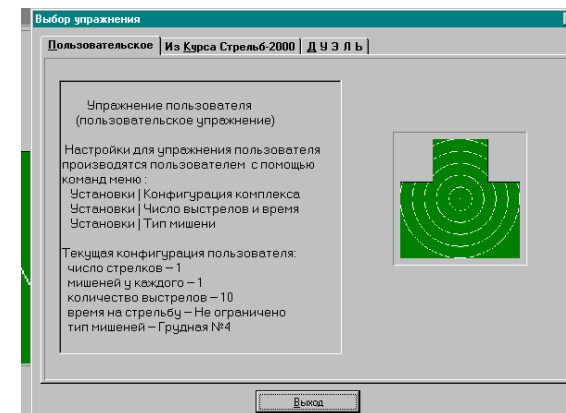 Выбор упражнения
Пользовательское
Из Курса Стрельб-2000
Д У Э Л Ь
Упражнение пользователя
(пользовательское упражнение)
Настройки для упражнения пользователя
производятся пользователем с помощью
команд меню :
Установки | Конфигурация комплекса
Установки | Число выстрелов и время
Установки | Тип мишени
Текущая конфигурация пользователя:
число стрелков – 1
мишеней у каждого – 1
количество выстрелов – 10
время на стрельбу – Не ограничено
тип мишеней – Грудная №4
Выход